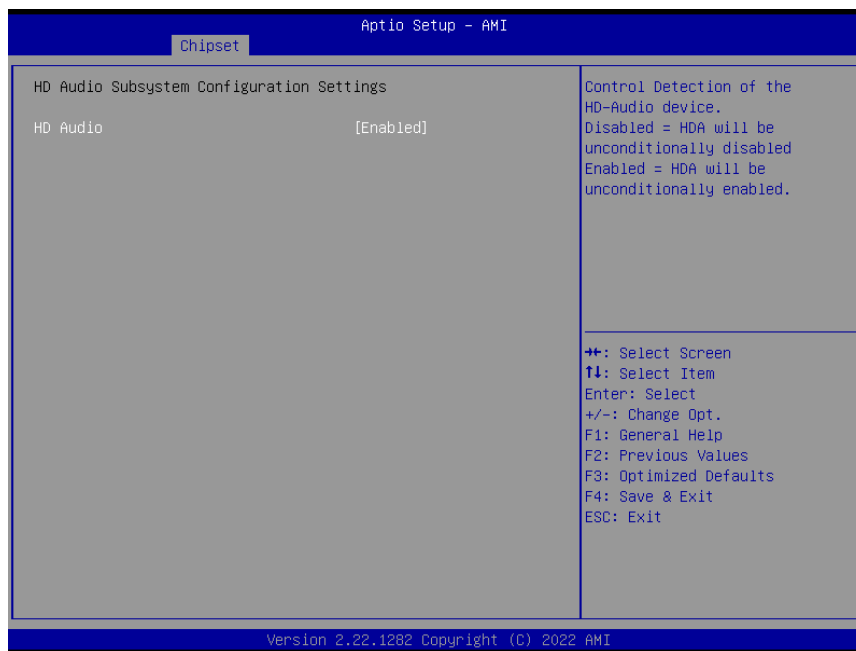 Aptio Setup – AMI
Chipset
HD Audio Subsystem Configuration Settings
HD Audio [Enabled]
Control Detection of the
HD-Audio device.
Disabled = HDA will be
unconditionally disabled
Enabled = HDA will be
unconditionally enabled.
→←: Select Screen
↑↓: Select Item
Enter: Select
+/-: Change Opt.
F1: General Help
F2: Previous Values
F3: Optimized Defaults
F4: Save & Exit
ESC: Exit
Version 2.22.1282 Copyright (C) 2022 AMI